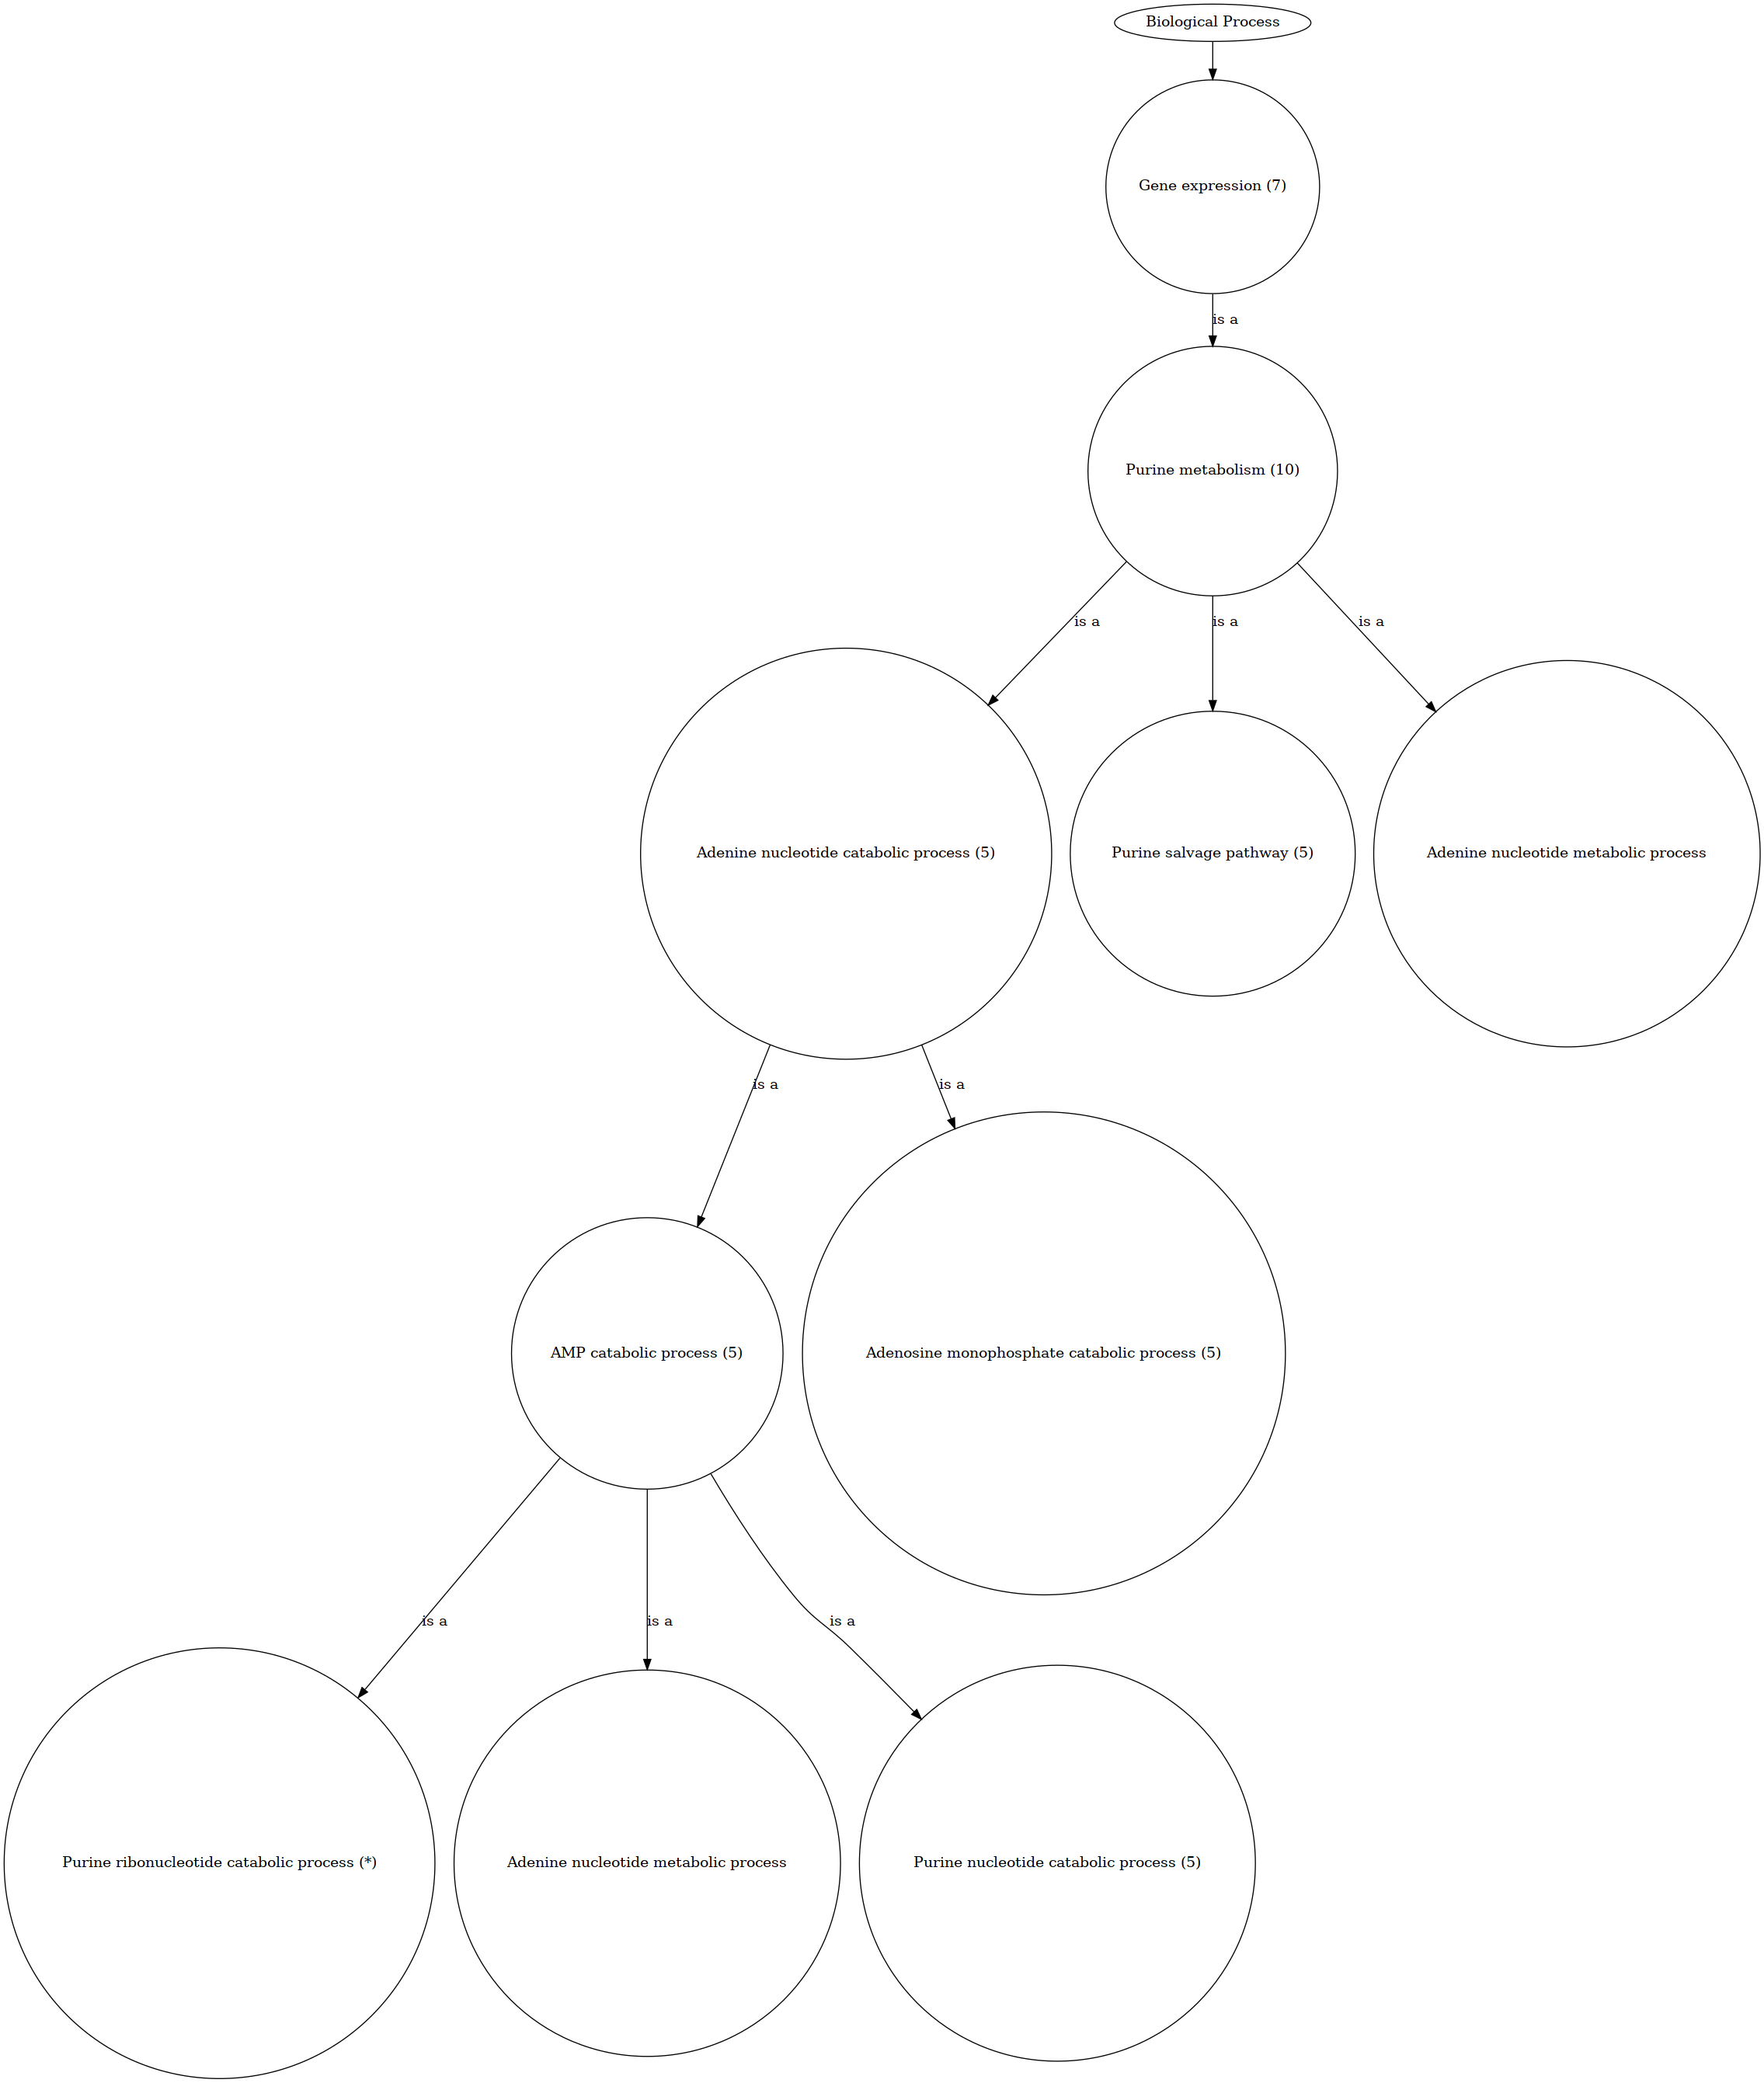 Biological Process
Gene expression (7)
is a
Purine metabolism (10)
is a
is a
is a
Adenine nucleotide catabolic process (5)
Purine salvage pathway (5)
Adenine nucleotide metabolic process
is a
is a
AMP catabolic process (5)
Adenosine monophosphate catabolic process (5)
is a
is a
is a
Purine ribonucleotide catabolic process (*)
Adenine nucleotide metabolic process
Purine nucleotide catabolic process (5)